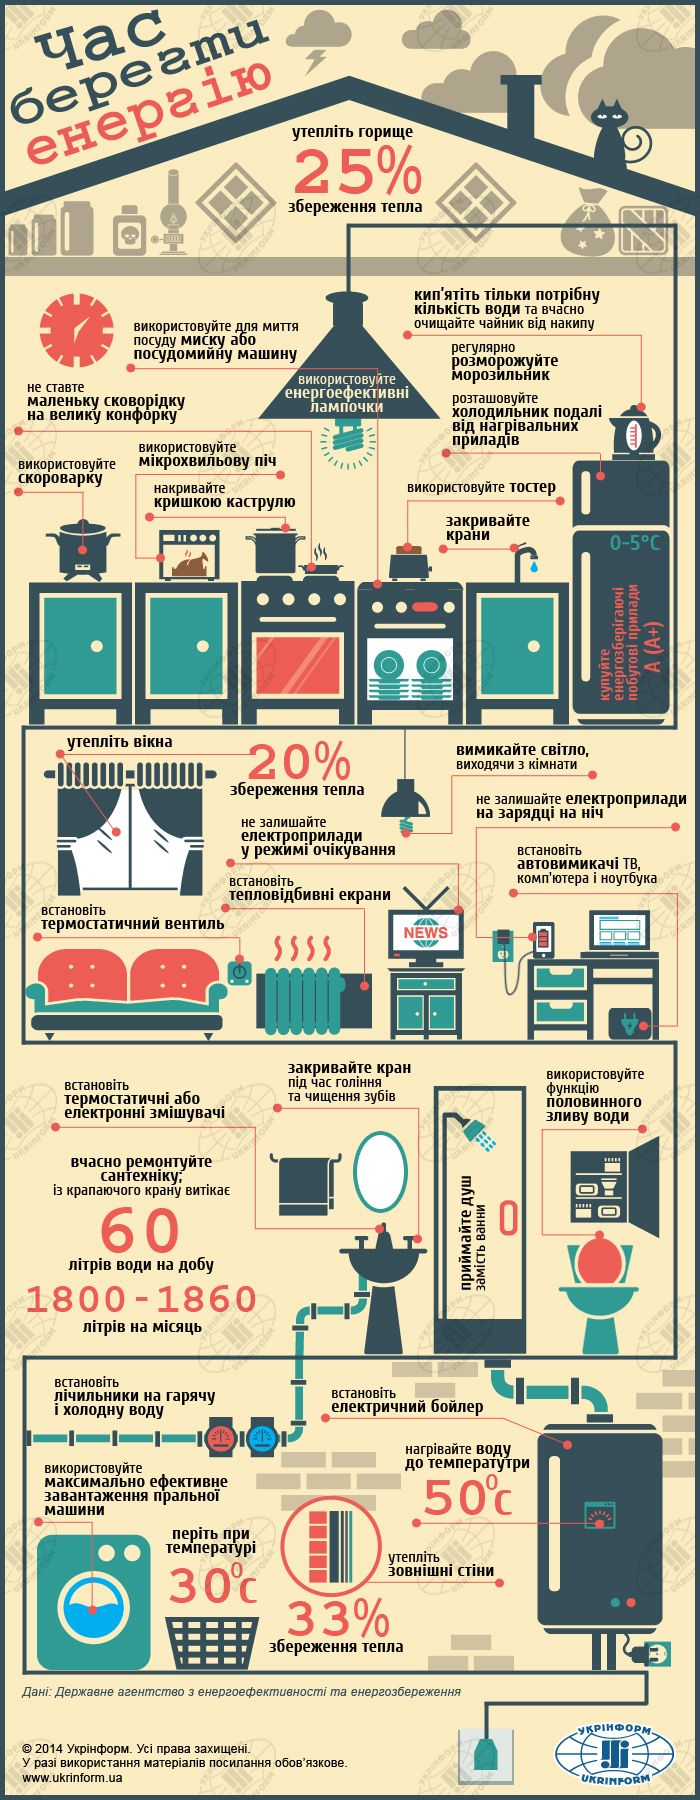 Час
берегти
енергію
утепліть горище
25%
збереження тепла
використовуйте для миття
посуду миску або
посудомийну машину
кип'ятіть тільки потрібну
кількість води та вчасно
очищайте чайник від накипу
регулярно
розморожуйте
морозильник
не ставте
маленьку сковорідку
на велику конфорку
використовуйте
енергоефективні
лампочки
розташовуйте
холодильник подалі
від нагрівальних
приладів
використовуйте
скороварку
використовуйте
мікрохвильову піч
накривайте
кришкою каструлю
використовуйте тостер
закривайте
крани
0-5°C
купуйте
енергозберігаючі
побутові прилади
А (А+)
утепліть вікна
20%
збереження тепла
вимикайте світло,
виходячи з кімнати
не залишайте
електроприлади
у режимі очікування
не залишайте електроприлади
на зарядці на ніч
встановіть
автовимикачі ТВ,
комп'ютера і ноутбука
встановіть
тепловідбивні екрани
встановіть
термостатичний вентиль
NEWS
встановіть
термостатичні або
електронні змішувачі
закривайте кран
під час гоління
та чищення зубів
використовуйте
функцію
половинного
зливу води
вчасно ремонтуйте
сантехніку;
із крапаючого крану витікає
60
літрів води на добу
1800-1860
літрів на місяць
приймайте душ
замість ванни
встановіть
лічильники на гарячу
і холодну воду
встановіть
електричний бойлер
нагрівайте воду
до температутри
50°C
використовуйте
максимально ефективне
завантаження пральної
машини
періть при
температурі
30°C
утепліть
зовнішні стіни
33%
збереження тепла
Дані: Державне агентство з енергоефективності та енергозбереження
© 2014 Укрінформ. Усі права захищені.
У разі використання матеріалів посилання обов'язкове.
www.ukrinform.ua
УКРІНФОРМ
UKRINFORM